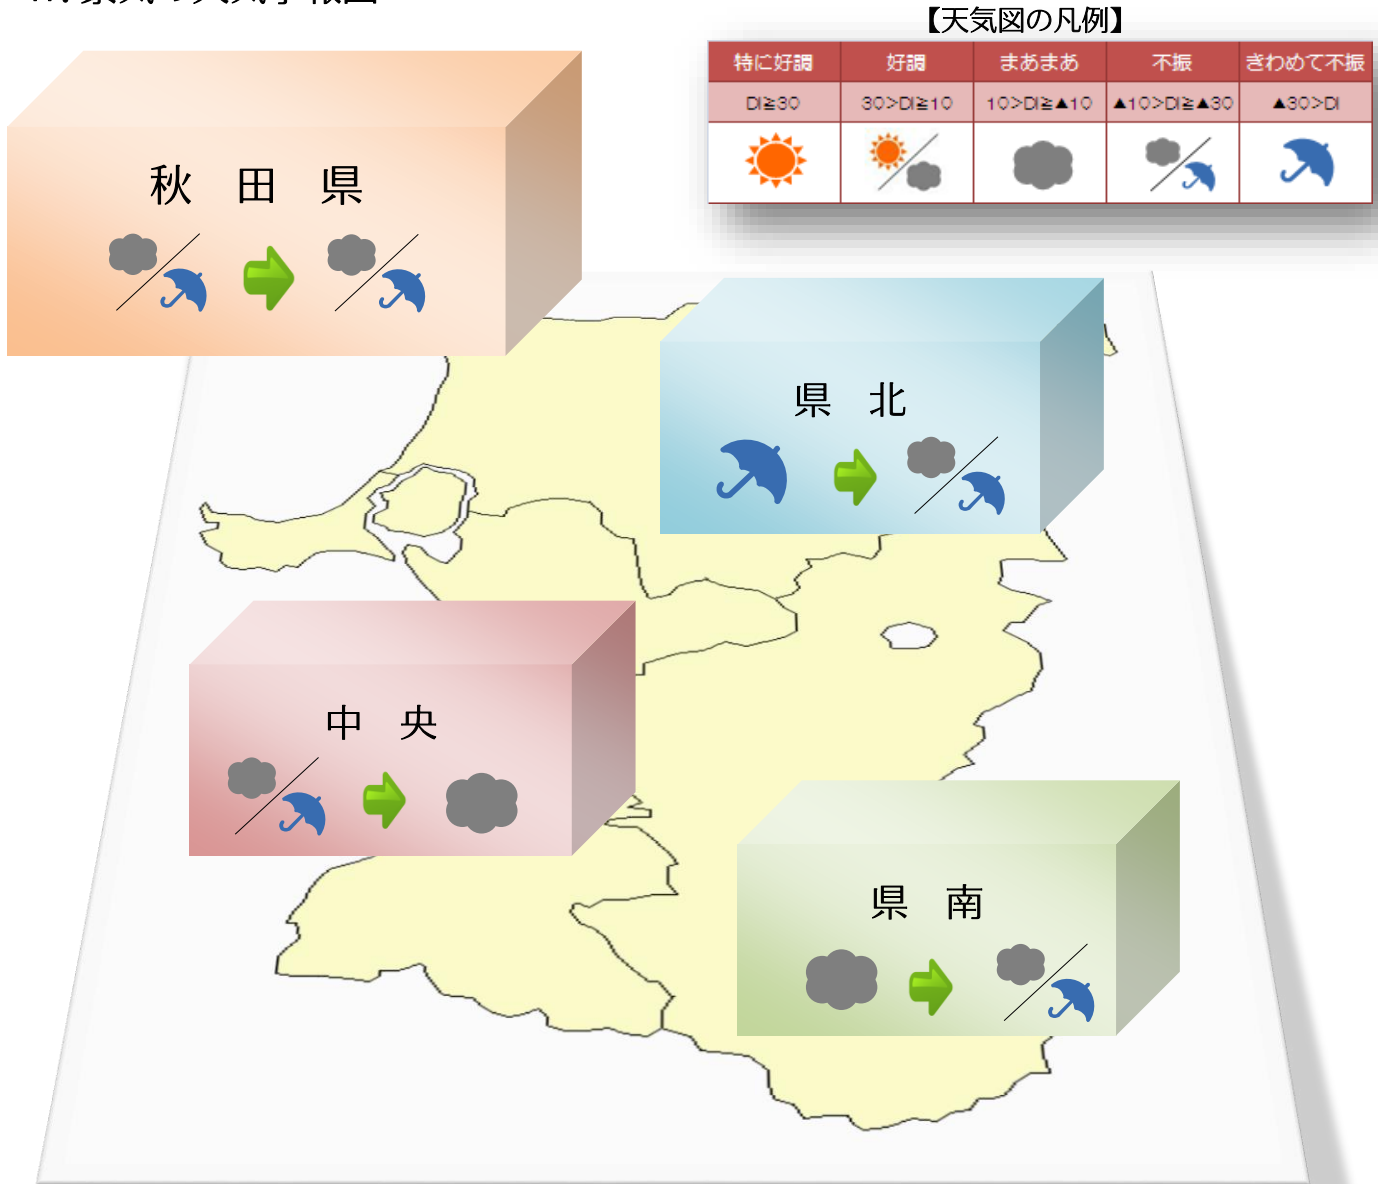 【天気図の凡例】
特に好調 好調 まあまあ 不振 きわめて不振
DI≧30 30>DI≧10 10>DI≧▲10 ▲10>DI≧▲30 ▲30>DI
秋 田 県
県 北
中 央
県 南